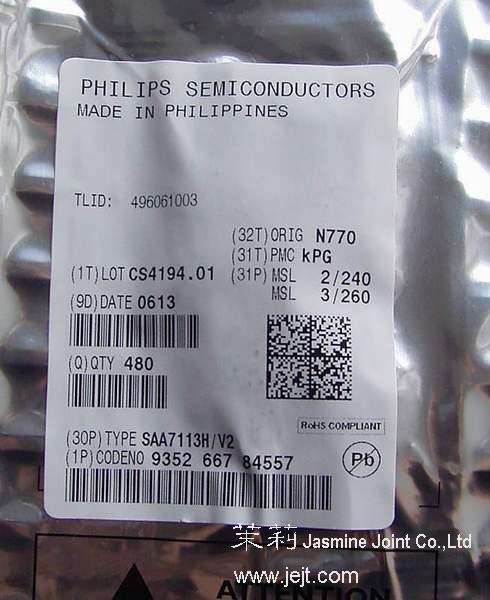 PHILIPS SEMICONDUCTORS
MADE IN PHILIPPINES
TLID: 496061003
(32T) ORIG N770
(31T) PMC kPG
(1T) LOT CS4194.01 (31P) MSL 2/240
(9D) DATE 0613 MSL 3/260
(Q) QTY 480
RoHS COMPLIANT
(30P) TYPE SAA7113H/V2
(1P) CODENO 9352 667 84557
Pb
茉莉 Jasmine Joint Co.,Ltd
www.jejt.com
ATTENTION